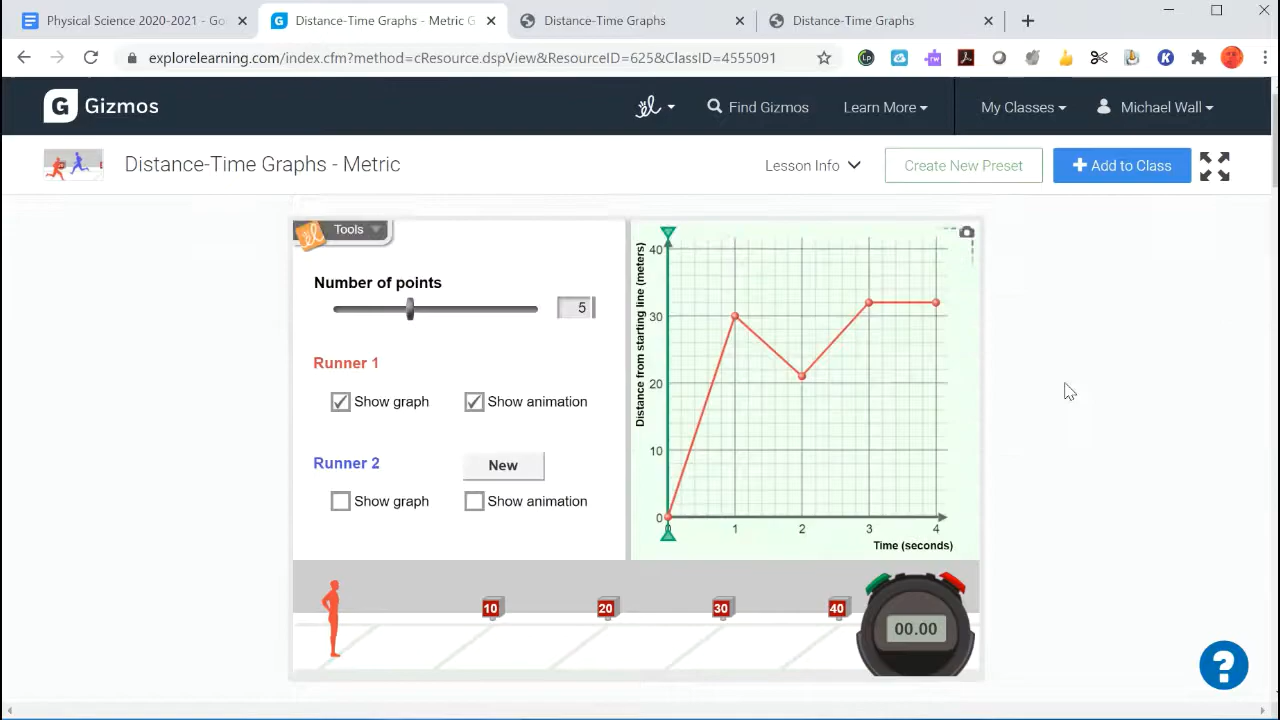 Physical Science 2020-2021 - Go
Distance-Time Graphs - Metric G
Distance-Time Graphs
Distance-Time Graphs
explorelearning.com/index.cfm?method=cResource.dspView&ResourceID=625&ClassID=4555091
G Gizmos
Find Gizmos
Learn More
My Classes
Michael Wall
Distance-Time Graphs - Metric
Lesson Info
Create New Preset
+ Add to Class
Tools
Number of points
5
Runner 1
Show graph
Show animation
Runner 2
New
Show graph
Show animation
Distance from starting line (meters)
40
30
20
10
0
0 1 2 3 4
Time (seconds)
10 20 30 40
00.00
?